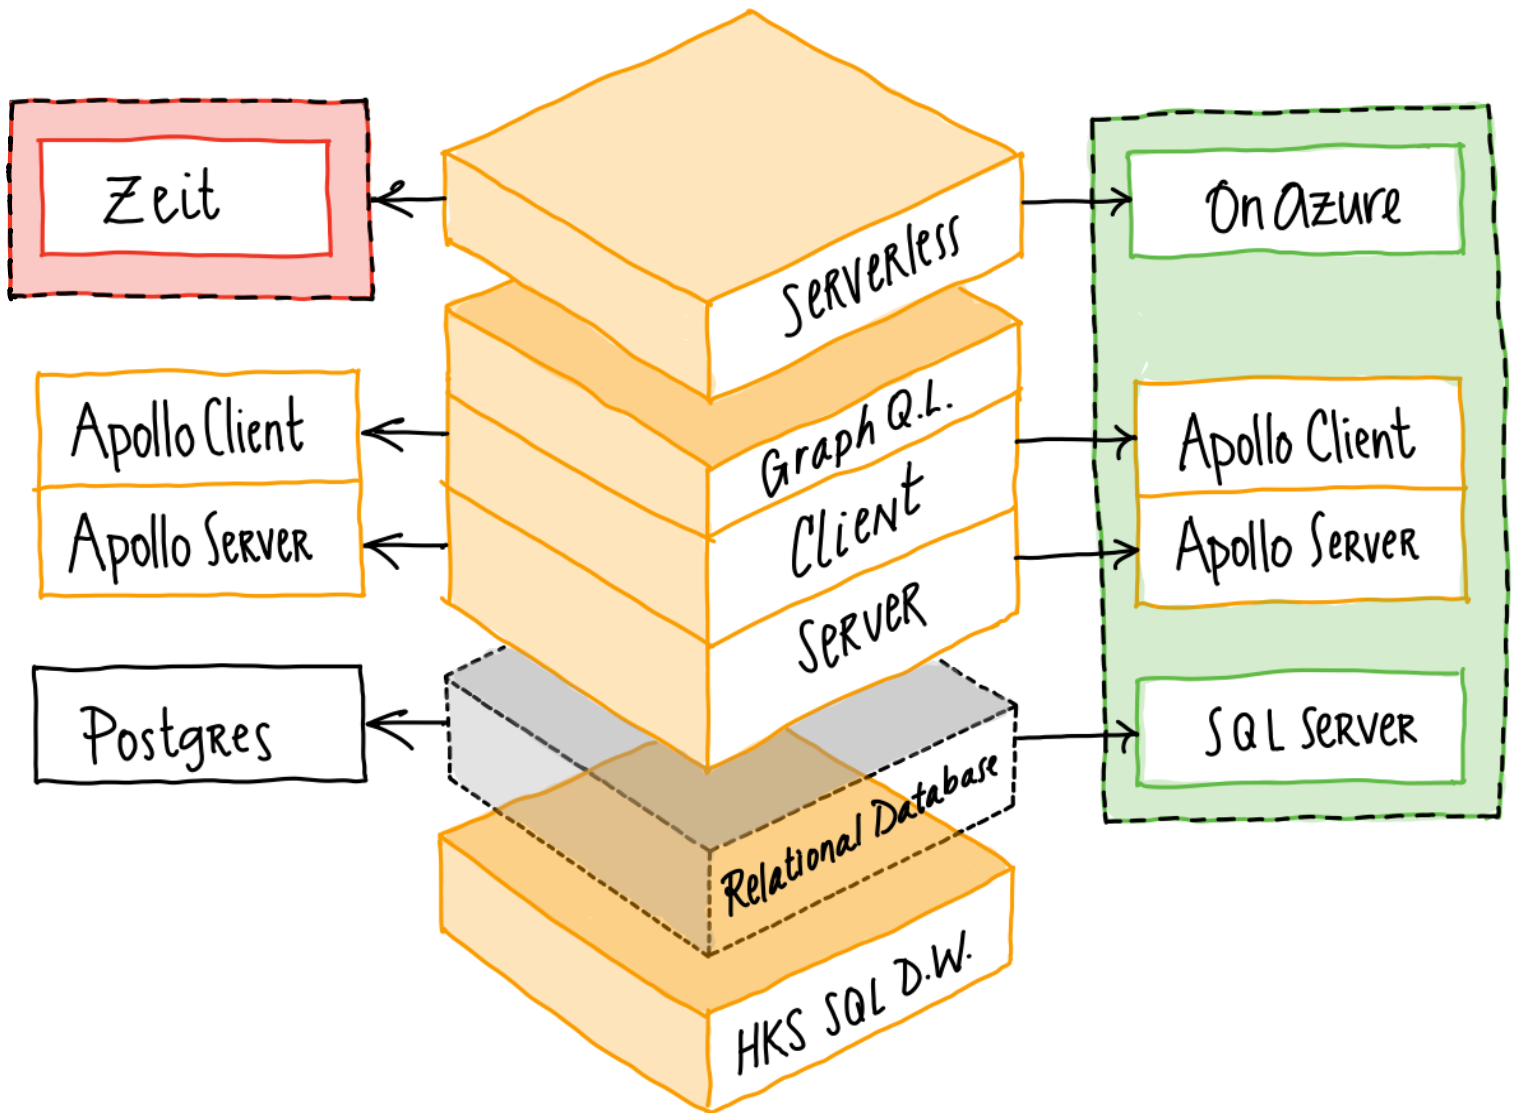 Zeit
Apollo Client
Apollo Server
Postgres
Serverless
Graph Q.L.
Client
Server
Relational Database
HKS SQL D.W.
On Azure
Apollo Client
Apollo Server
SQL Server